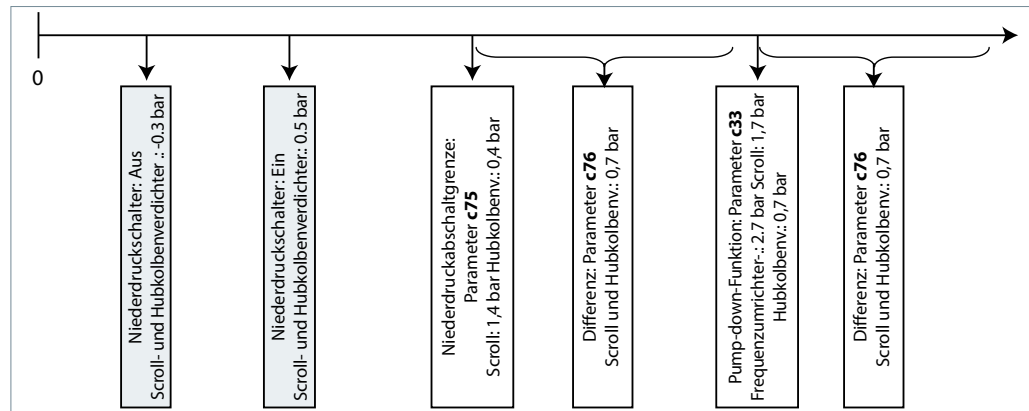 0
Niederdruckschalter: Aus
Scroll- und Hubkolbenverdichter .: -0.3 bar
Niederdruckschalter: Ein
Scroll- und Hubkolbenverdichter.: 0.5 bar
Niederdruckabschaltgrenze:
Parameter c75
Scroll: 1,4 bar Hubkolbenv.: 0,4 bar
Differenz: Parameter c76
Scroll und Hubkolbenv.: 0,7 bar
Pump-down-Funktion: Parameter c33
Frequenzumrichter-.: 2.7 bar Scroll: 1,7 bar
Hubkolbenv.: 0,7 bar
Differenz: Parameter c76
Scroll und Hubkolbenv.: 0,7 bar